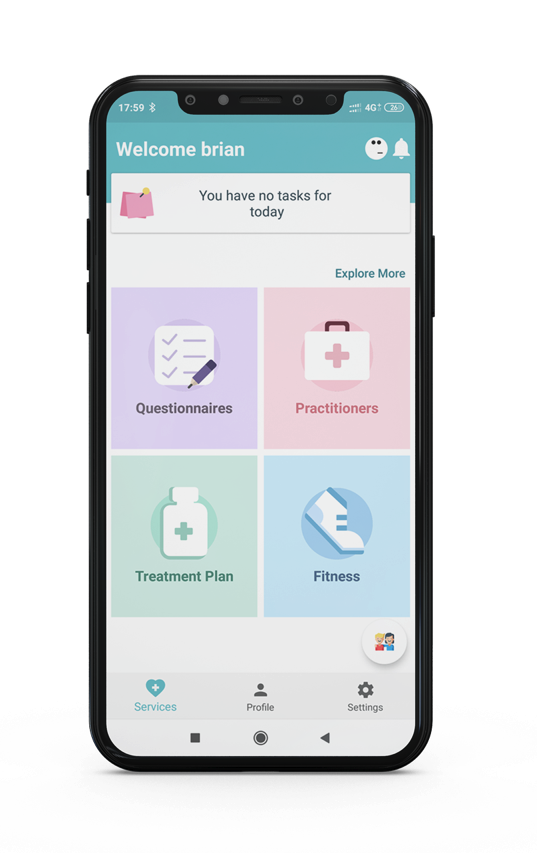 17:59
4G+ 26
Welcome brian
You have no tasks for
today
Explore More
Questionnaires
Practitioners
Treatment Plan
Fitness
Services
Profile
Settings